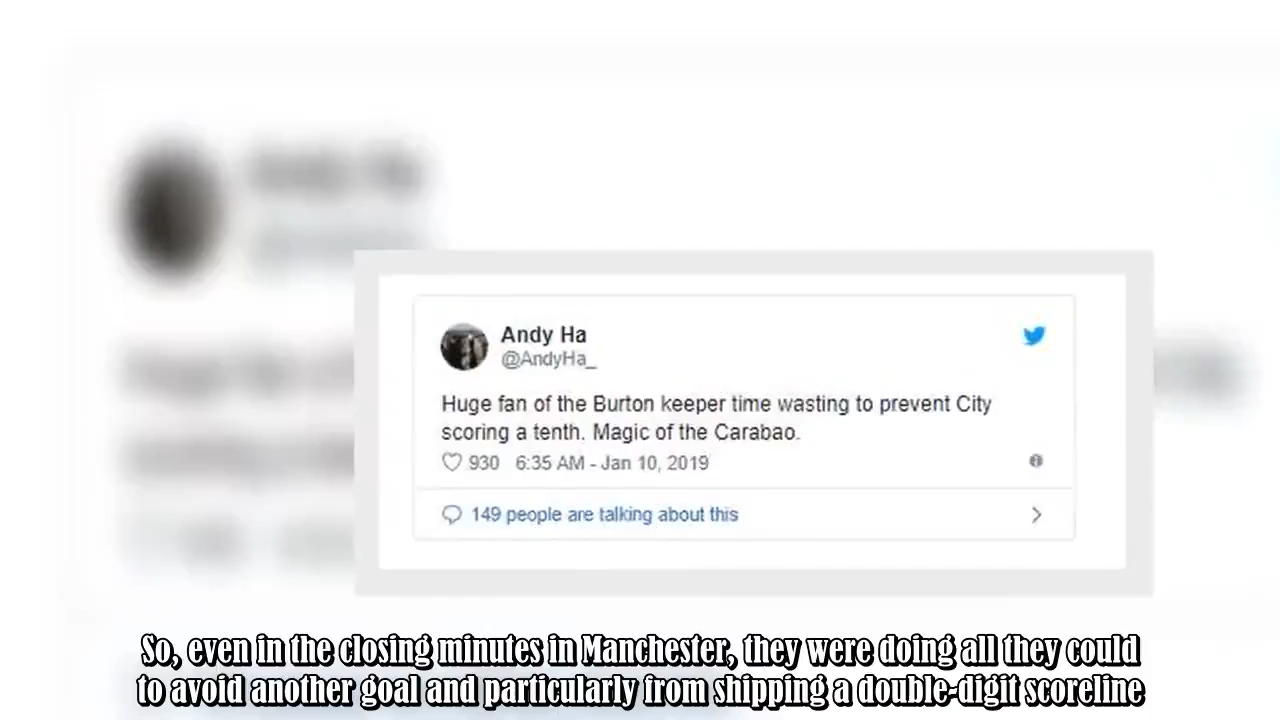 Andy Ha
@AndyHa_
Huge fan of the Burton keeper time wasting to prevent City
scoring a tenth. Magic of the Carabao.
930 6:35 AM - Jan 10, 2019
149 people are talking about this
So, even in the closing minutes in Manchester, they were doing all they could
to avoid another goal and particularly from shipping a double-digit scoreline